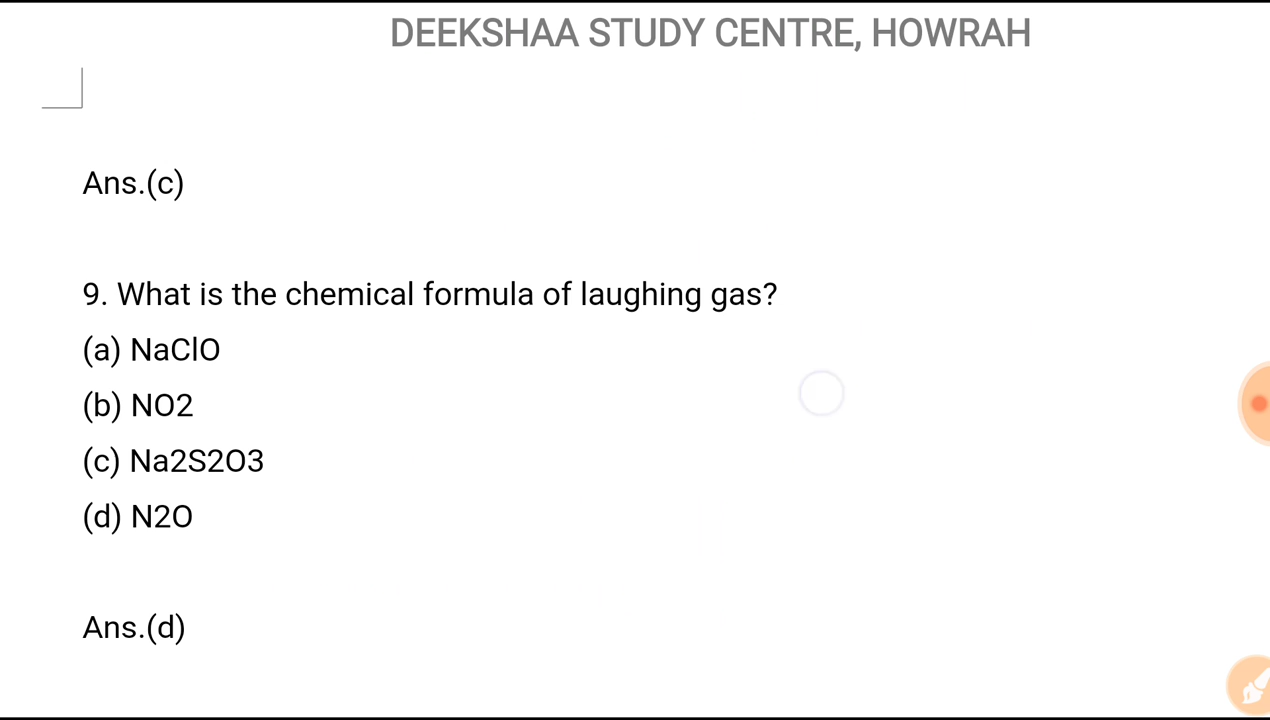 DEEKSHAA STUDY CENTRE, HOWRAH
Ans.(c)
9. What is the chemical formula of laughing gas?
(a) NaClO
(b) NO2
(c) Na2S2O3
(d) N2O
Ans.(d)